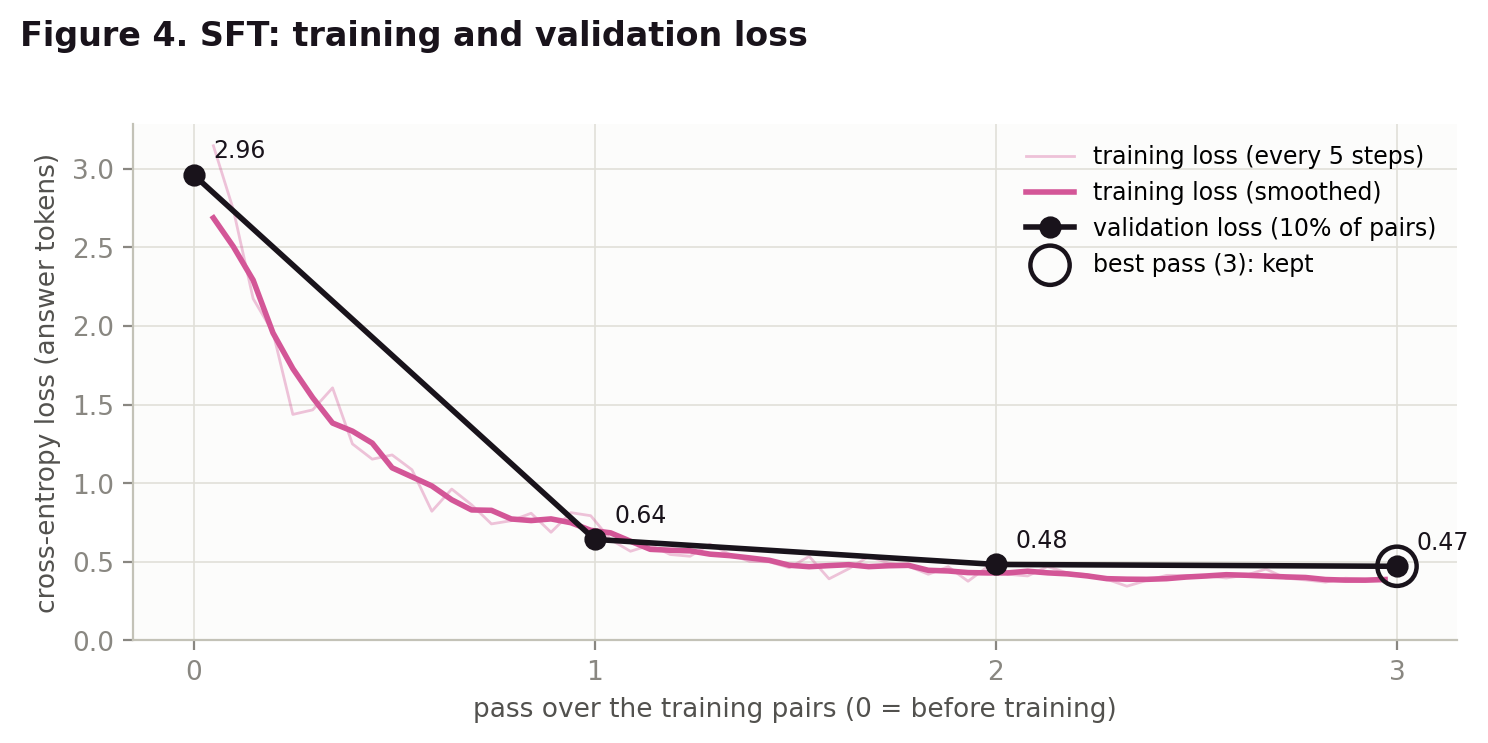 Figure 4. SFT: training and validation loss
cross-entropy loss (answer tokens)
3.0
2.5
2.0
1.5
1.0
0.5
0.0
2.96
0.64
0.48
0.47
training loss (every 5 steps)
training loss (smoothed)
validation loss (10% of pairs)
best pass (3): kept
0
1
2
3
pass over the training pairs (0 = before training)